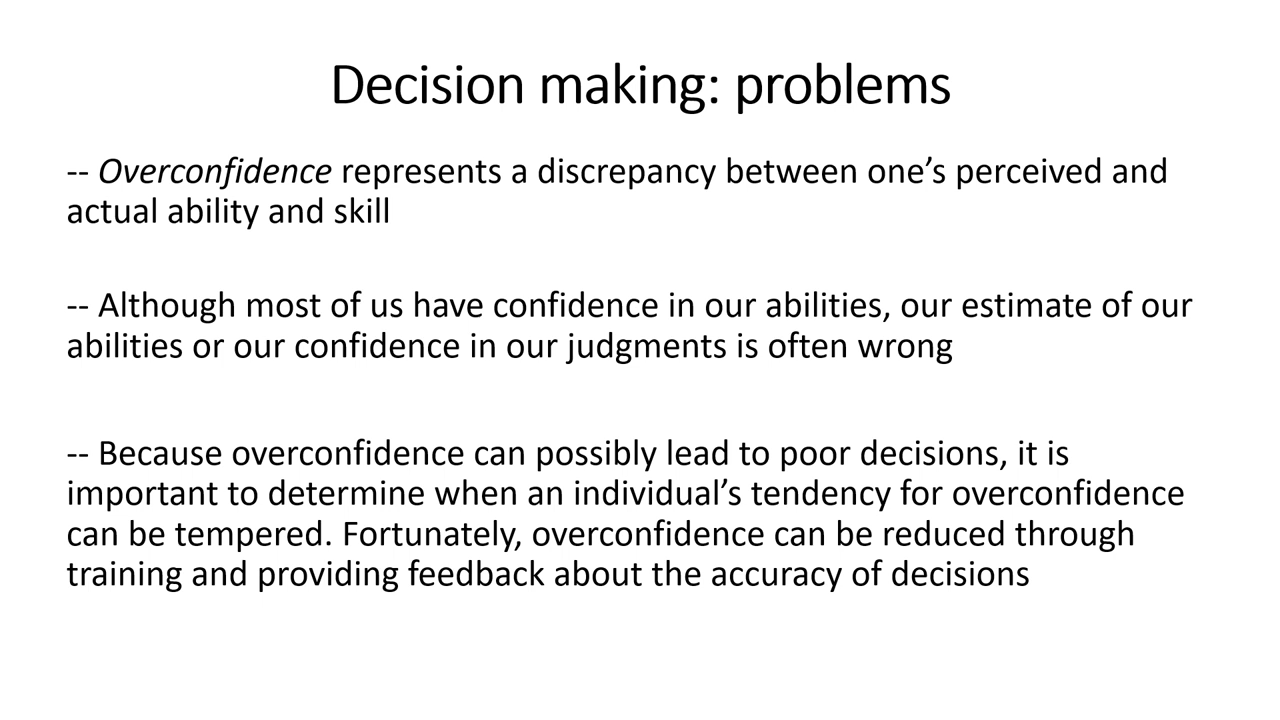 Decision making: problems
-- Overconfidence represents a discrepancy between one’s perceived and
actual ability and skill
-- Although most of us have confidence in our abilities, our estimate of our
abilities or our confidence in our judgments is often wrong
-- Because overconfidence can possibly lead to poor decisions, it is
important to determine when an individual’s tendency for overconfidence
can be tempered. Fortunately, overconfidence can be reduced through
training and providing feedback about the accuracy of decisions